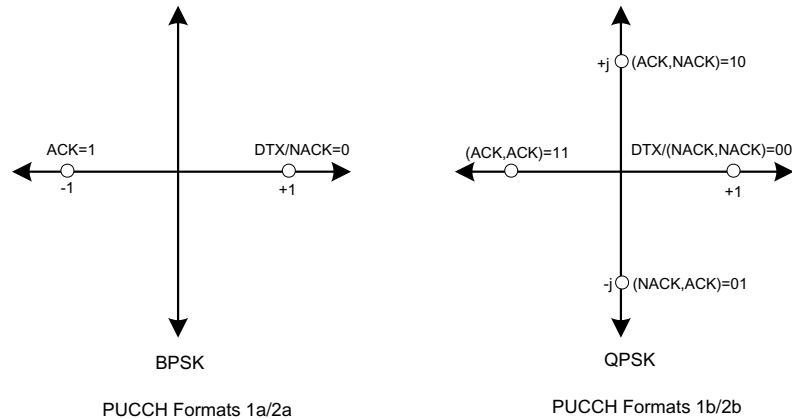 ACK=1
DTX/NACK=0
-1
+1
BPSK
PUCCH Formats 1a/2a
+j
(ACK,NACK)=10
(ACK,ACK)=11
DTX/(NACK,NACK)=00
+1
-j
(NACK,ACK)=01
QPSK
PUCCH Formats 1b/2b